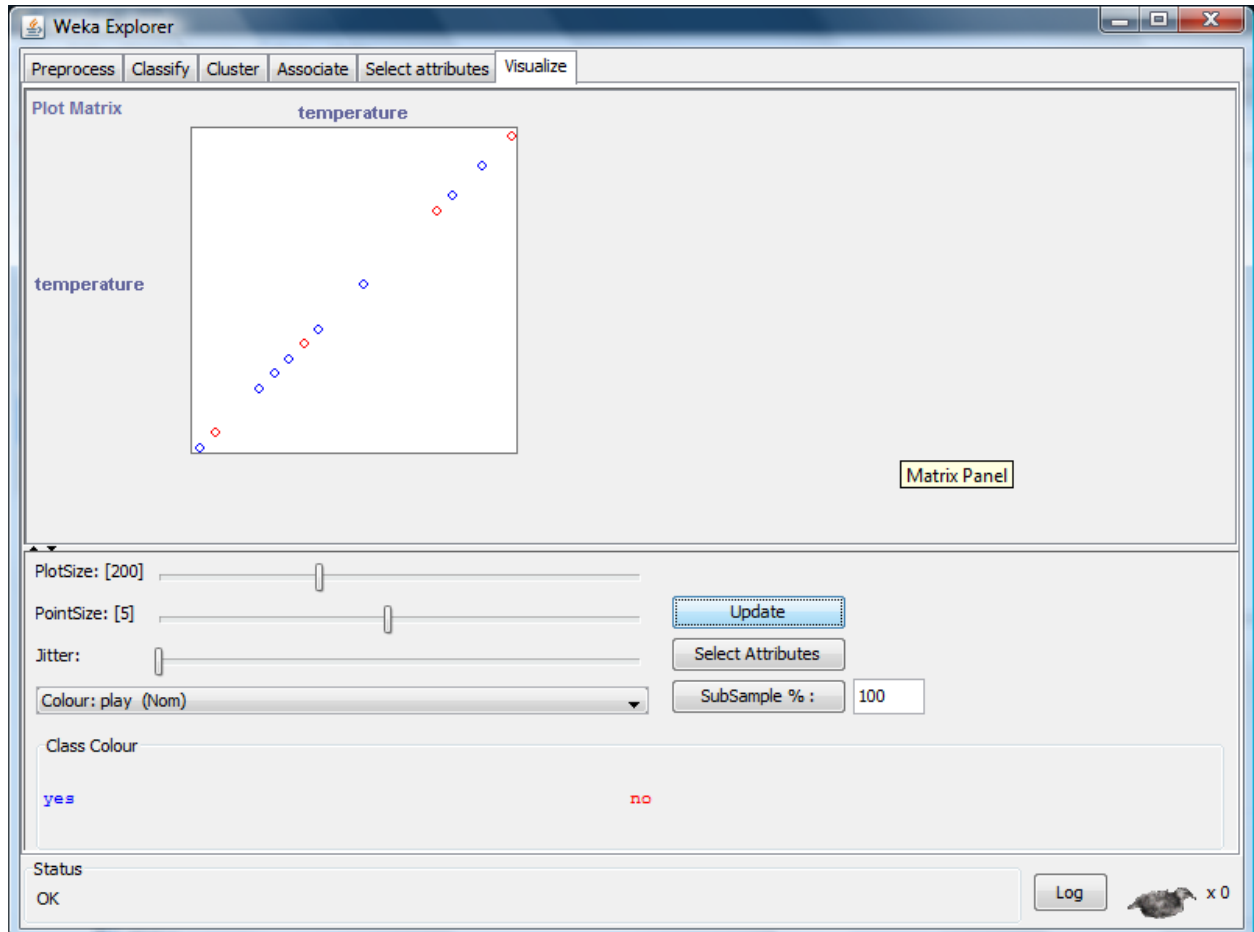 Weka Explorer
Preprocess Classify Cluster Associate Select attributes Visualize
Plot Matrix
temperature
temperature
Matrix Panel
PlotSize: [200]
PointSize: [5]
Update
Jitter:
Select Attributes
Colour: play (Nom)
SubSample % :
100
Class Colour
yes
no
Status
OK
Log
x 0